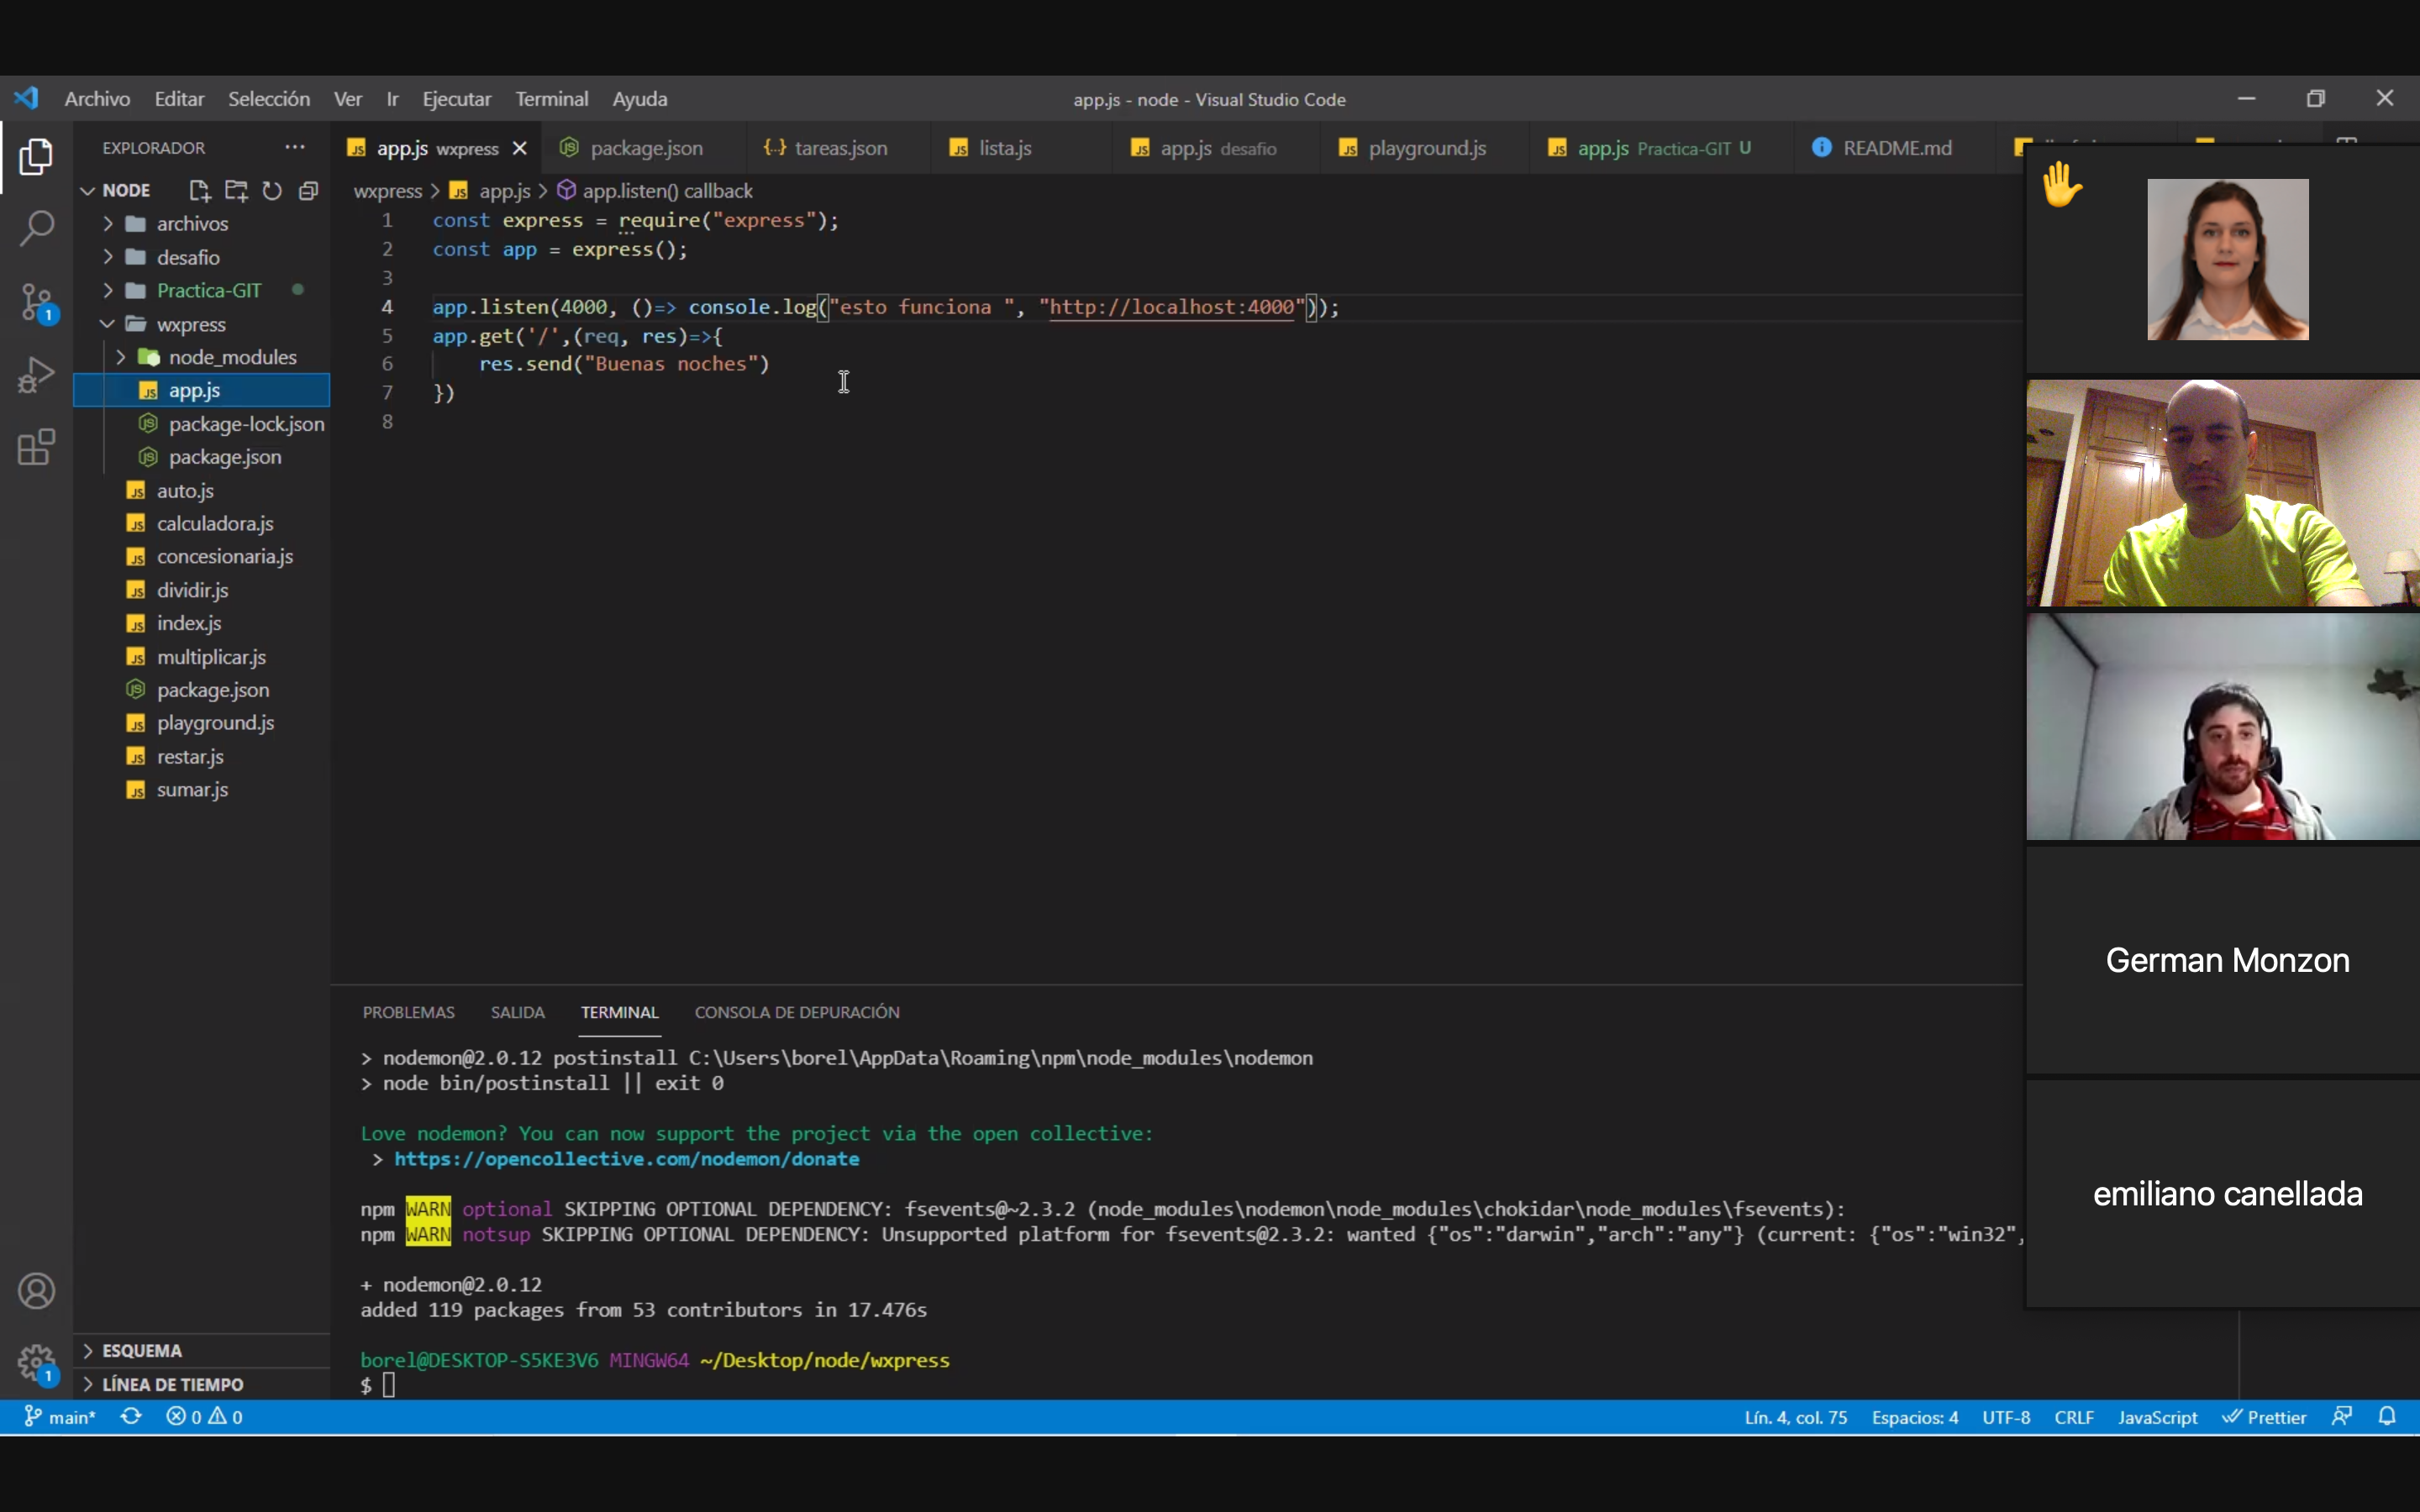 Archivo Editar Selección Ver Ir Ejecutar Terminal Ayuda
app.js - node - Visual Studio Code
EXPLORADOR
app.js wxpress
package.json
tareas.json
lista.js
app.js desafio
playground.js
app.js Practica-GIT U
README.md
NODE
archivos
desafio
Practica-GIT
wxpress
node_modules
app.js
package-lock.json
package.json
auto.js
calculadora.js
concesionaria.js
dividir.js
index.js
multiplicar.js
package.json
playground.js
restar.js
sumar.js
ESQUEMA
LÍNEA DE TIEMPO
wxpress > app.js > app.listen() callback
1 const express = require("express");
2 const app = express();
3
4 app.listen(4000, ()=> console.log("esto funciona ", "http://localhost:4000"));
5 app.get('/',(req, res)=>{
6 res.send("Buenas noches")
7 })
8
PROBLEMAS SALIDA TERMINAL CONSOLA DE DEPURACIÓN
> nodemon@2.0.12 postinstall C:\Users\borel\AppData\Roaming\npm\node_modules\nodemon
> node bin/postinstall || exit 0
Love nodemon? You can now support the project via the open collective:
> https://opencollective.com/nodemon/donate
npm WARN optional SKIPPING OPTIONAL DEPENDENCY: fsevents@~2.3.2 (node_modules\nodemon\node_modules\chokidar\node_modules\fsevents):
npm WARN notsup SKIPPING OPTIONAL DEPENDENCY: Unsupported platform for fsevents@2.3.2: wanted {"os":"darwin","arch":"any"} (current: {"os":"win32",
+ nodemon@2.0.12
added 119 packages from 53 contributors in 17.476s
borel@DESKTOP-S5KE3V6 MINGW64 ~/Desktop/node/wxpress
$
German Monzon
emiliano canellada
1
1
main* 0 0
Lín. 4, col. 75 Espacios: 4 UTF-8 CRLF JavaScript Prettier